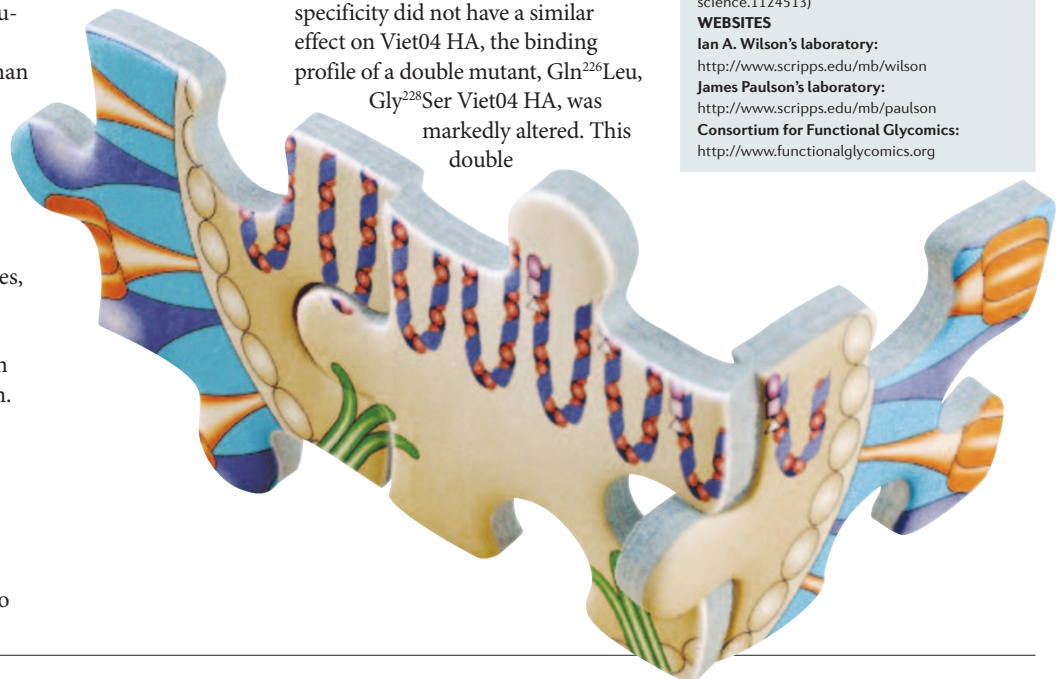 specificity did not have a similar
effect on Viet04 HA, the binding
profile of a double mutant, Gln²²⁶Leu,
Gly²²⁸Ser Viet04 HA, was
markedly altered. This
double
science.1124513)
WEBSITES
Ian A. Wilson's laboratory:
http://www.scripps.edu/mb/wilson
James Paulson's laboratory:
http://www.scripps.edu/mb/paulson
Consortium for Functional Glycomics:
http://www.functionalglycomics.org